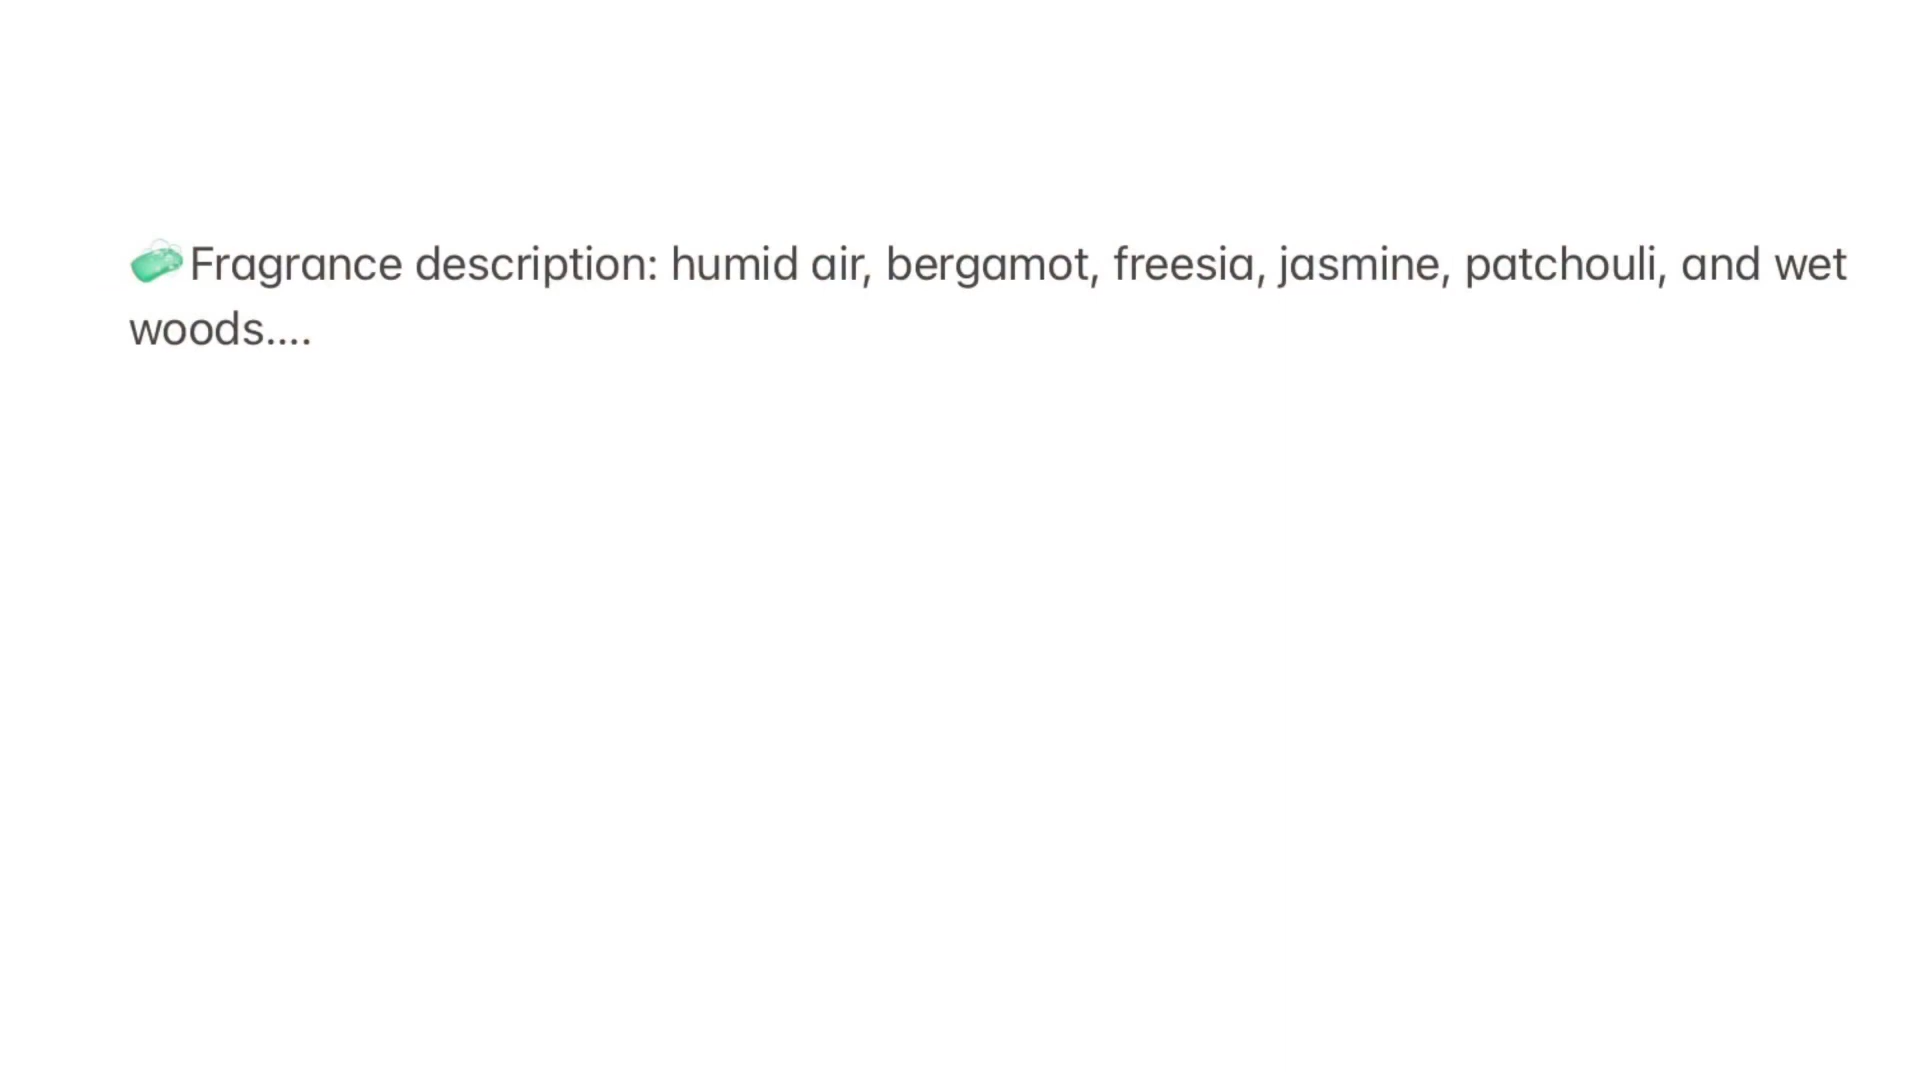 🧼Fragrance description: humid air, bergamot, freesia, jasmine, patchouli, and wet
woods....